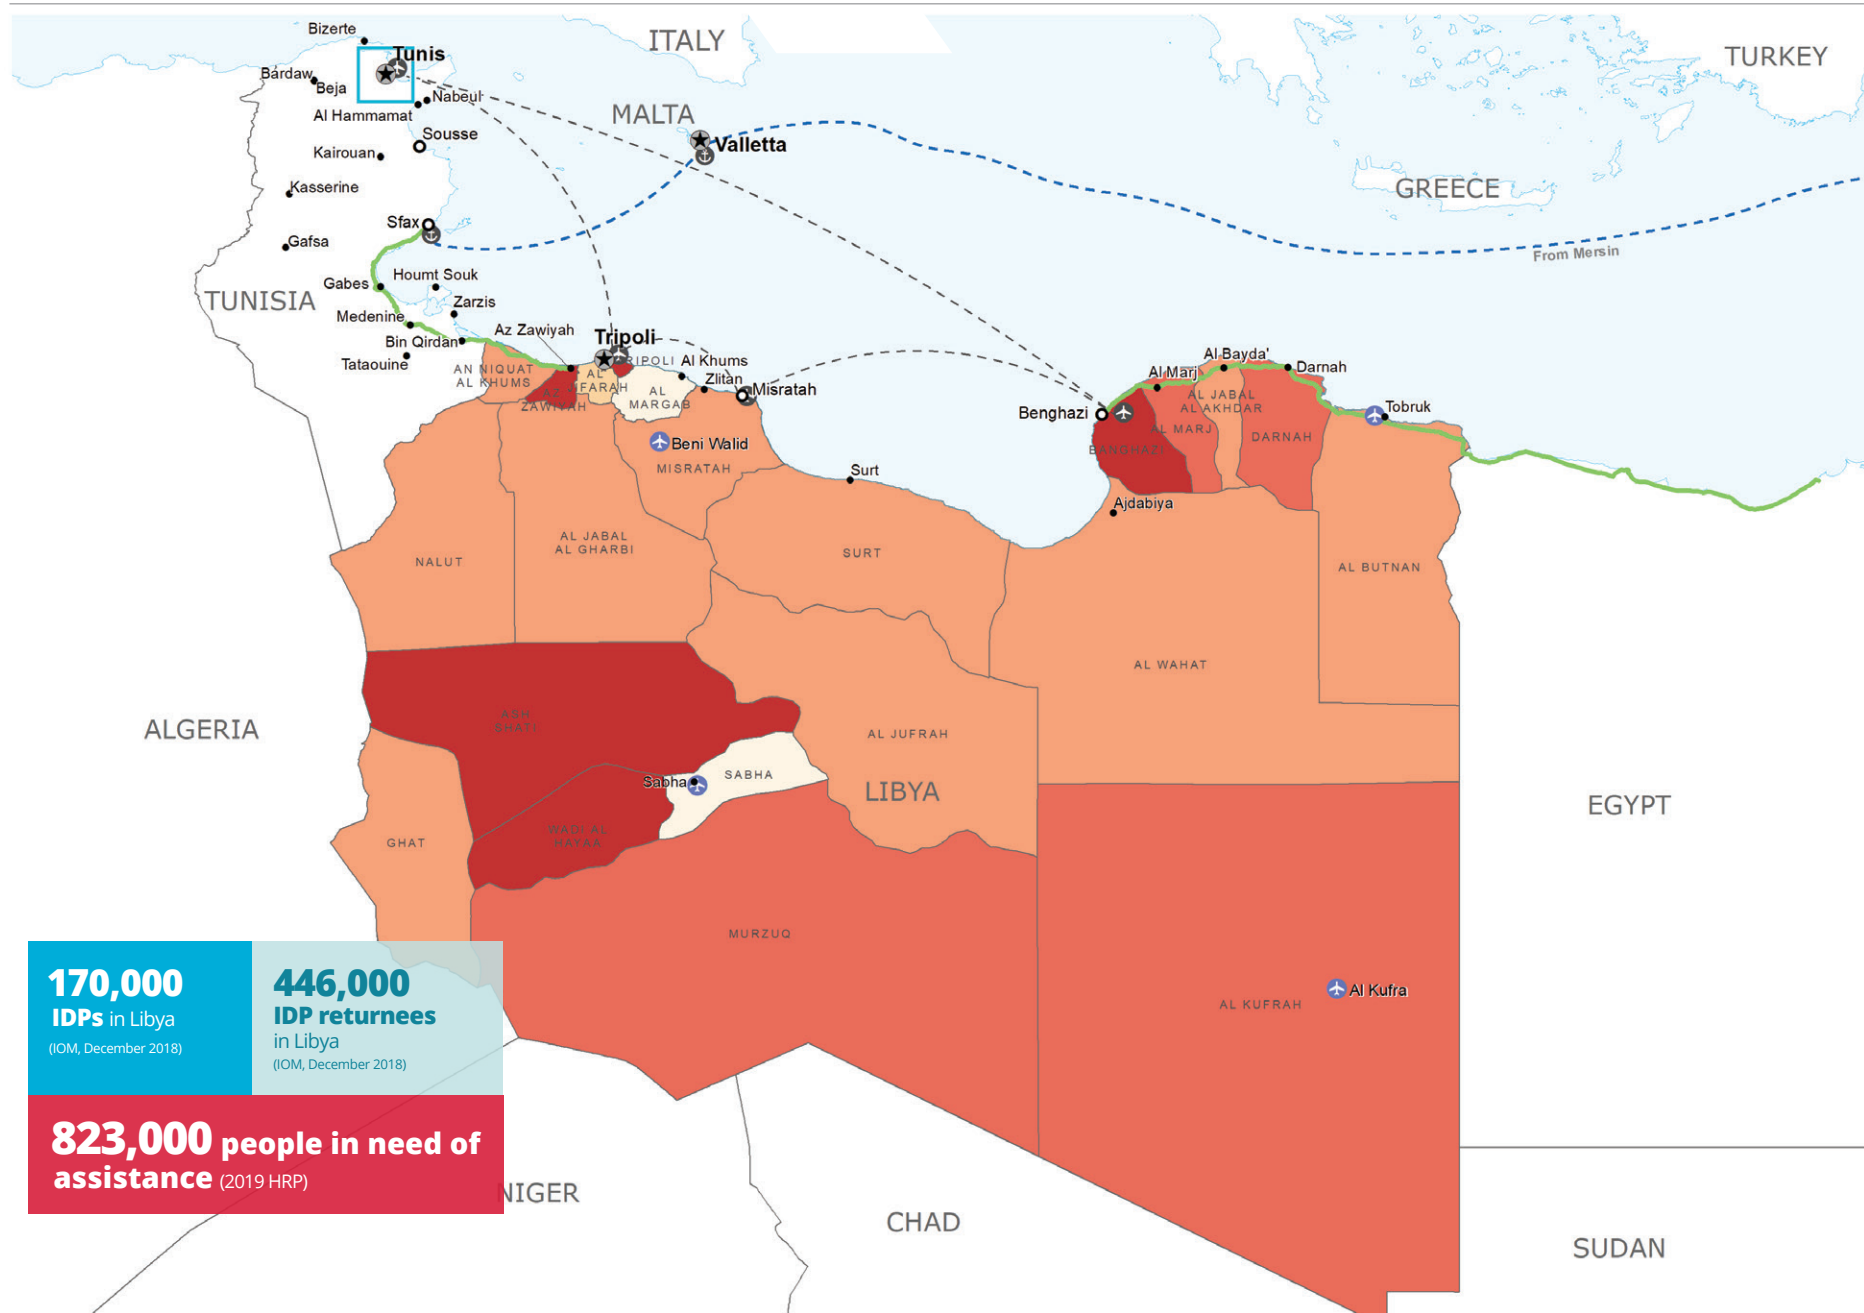 Bizerte
ITALY
TURKEY
Tunis
Bardaw
Beja
Nabeul
Al Hammamat
MALTA
Sousse
Valletta
Kairouan
Kasserine
GREECE
Sfax
Gafsa
From Mersin
Houmt Souk
Gabes
TUNISIA
Zarzis
Medenine
Az Zawiyah
Tripoli
Bin Qirdan
Tataouine
TRIPOLI
Al Khums
AN NIQUAT
AL KHUMS
AL
JIFARAH
AZ
ZAWIYAH
AL
MARGAB
Zlitan
Misratah
Al Bayda'
Al Marj
Darnah
AL JABAL
AL AKHDAR
Benghazi
Tobruk
AL MARJ
DARNAH
BANGHAZI
Beni Walid
MISRATAH
Surt
Ajdabiya
AL JABAL
AL GHARBI
NALUT
SURT
AL BUTNAN
AL WAHAT
ASH
SHATI
ALGERIA
AL JUFRAH
SABHA
Sabha
LIBYA
EGYPT
WADI AL
HAYAA
GHAT
MURZUQ
AL KUFRAH
Al Kufra
170,000
IDPs in Libya
(IOM, December 2018)
446,000
IDP returnees
in Libya
(IOM, December 2018)
823,000 people in need of
assistance (2019 HRP)
NIGER
CHAD
SUDAN